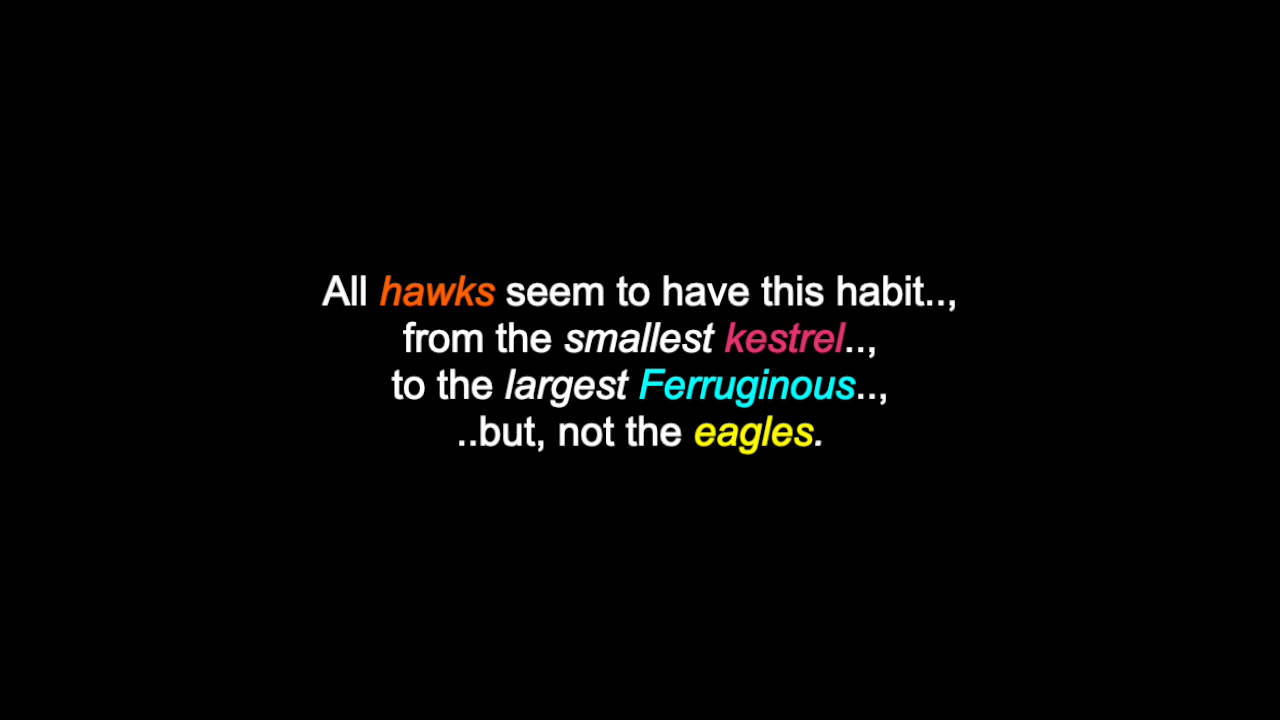 All hawks seem to have this habit..,
from the smallest kestrel..,
to the largest Ferruginous..,
..but, not the eagles.